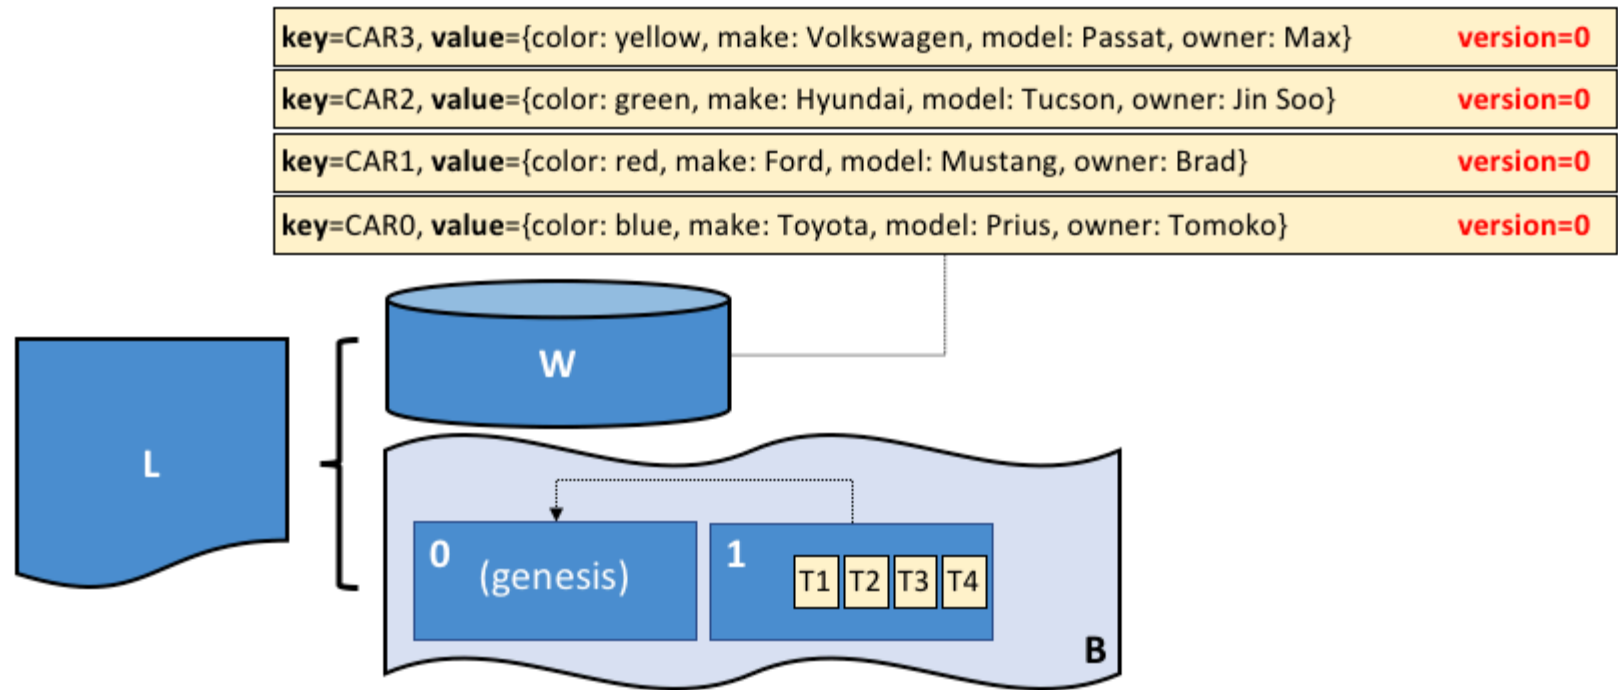 key=CAR3, value={color: yellow, make: Volkswagen, model: Passat, owner: Max} version=0
key=CAR2, value={color: green, make: Hyundai, model: Tucson, owner: Jin Soo} version=0
key=CAR1, value={color: red, make: Ford, model: Mustang, owner: Brad} version=0
key=CAR0, value={color: blue, make: Toyota, model: Prius, owner: Tomoko} version=0
W
L
0
(genesis)
1
T1 T2 T3 T4
B